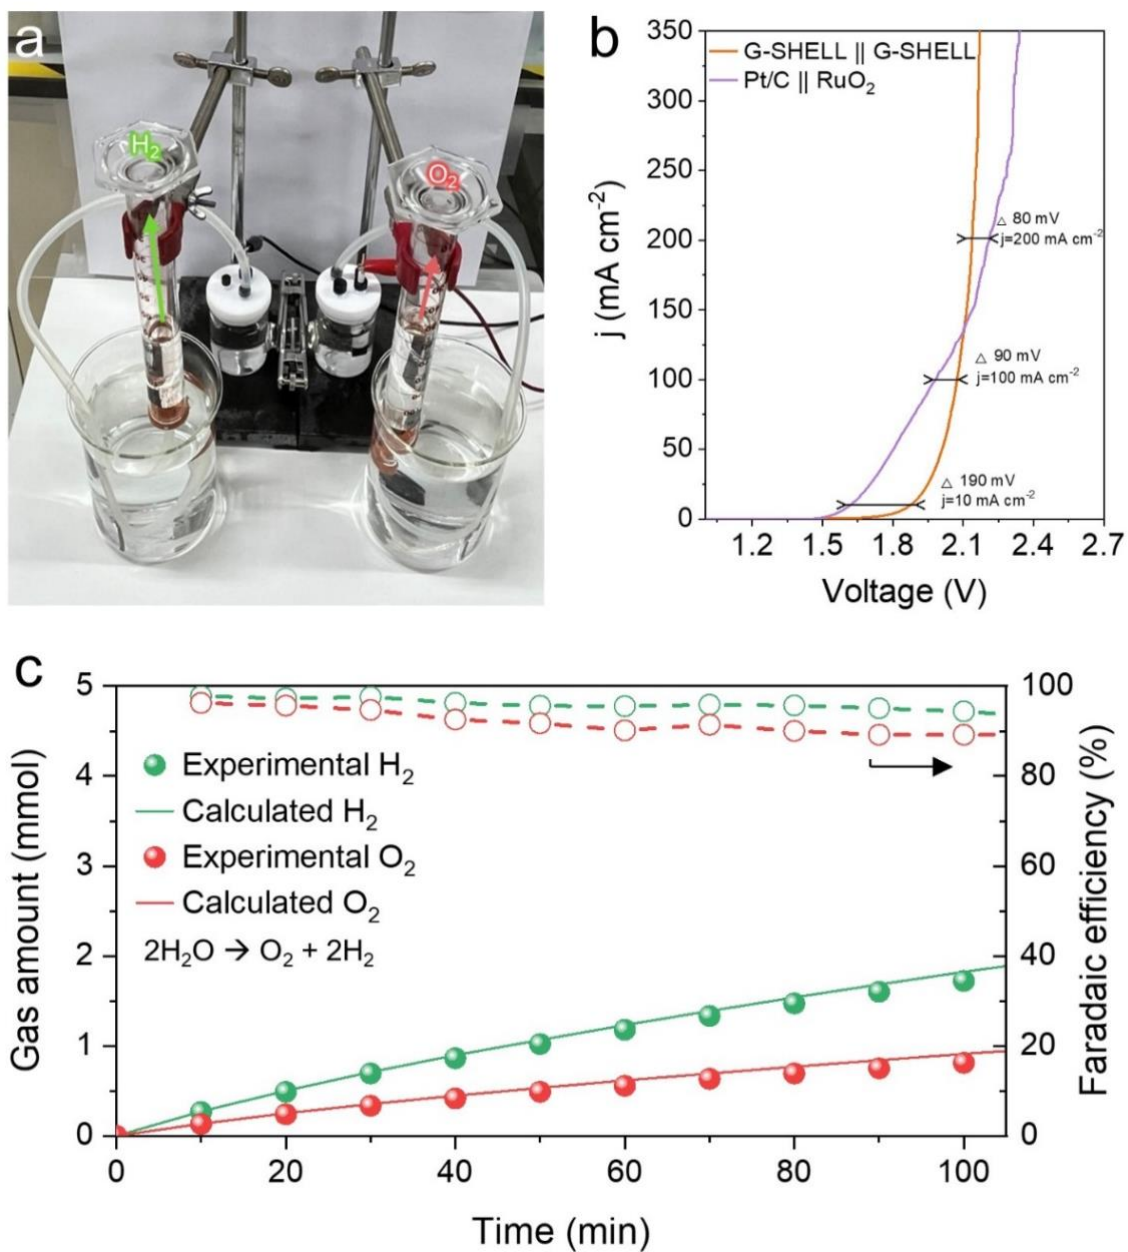 a
H₂
O₂
b
G-SHELL || G-SHELL
Pt/C || RuO₂
350
300
250
200
150
100
50
0
j (mA cm⁻²)
△ 80 mV
j=200 mA cm⁻²
△ 90 mV
j=100 mA cm⁻²
△ 190 mV
j=10 mA cm⁻²
1.2 1.5 1.8 2.1 2.4 2.7
Voltage (V)
c
5
4
3
2
1
0
Gas amount (mmol)
Experimental H₂
Calculated H₂
Experimental O₂
Calculated O₂
2H₂O → O₂ + 2H₂
100
80
60
40
20
0
Faradaic efficiency (%)
0 20 40 60 80 100
Time (min)